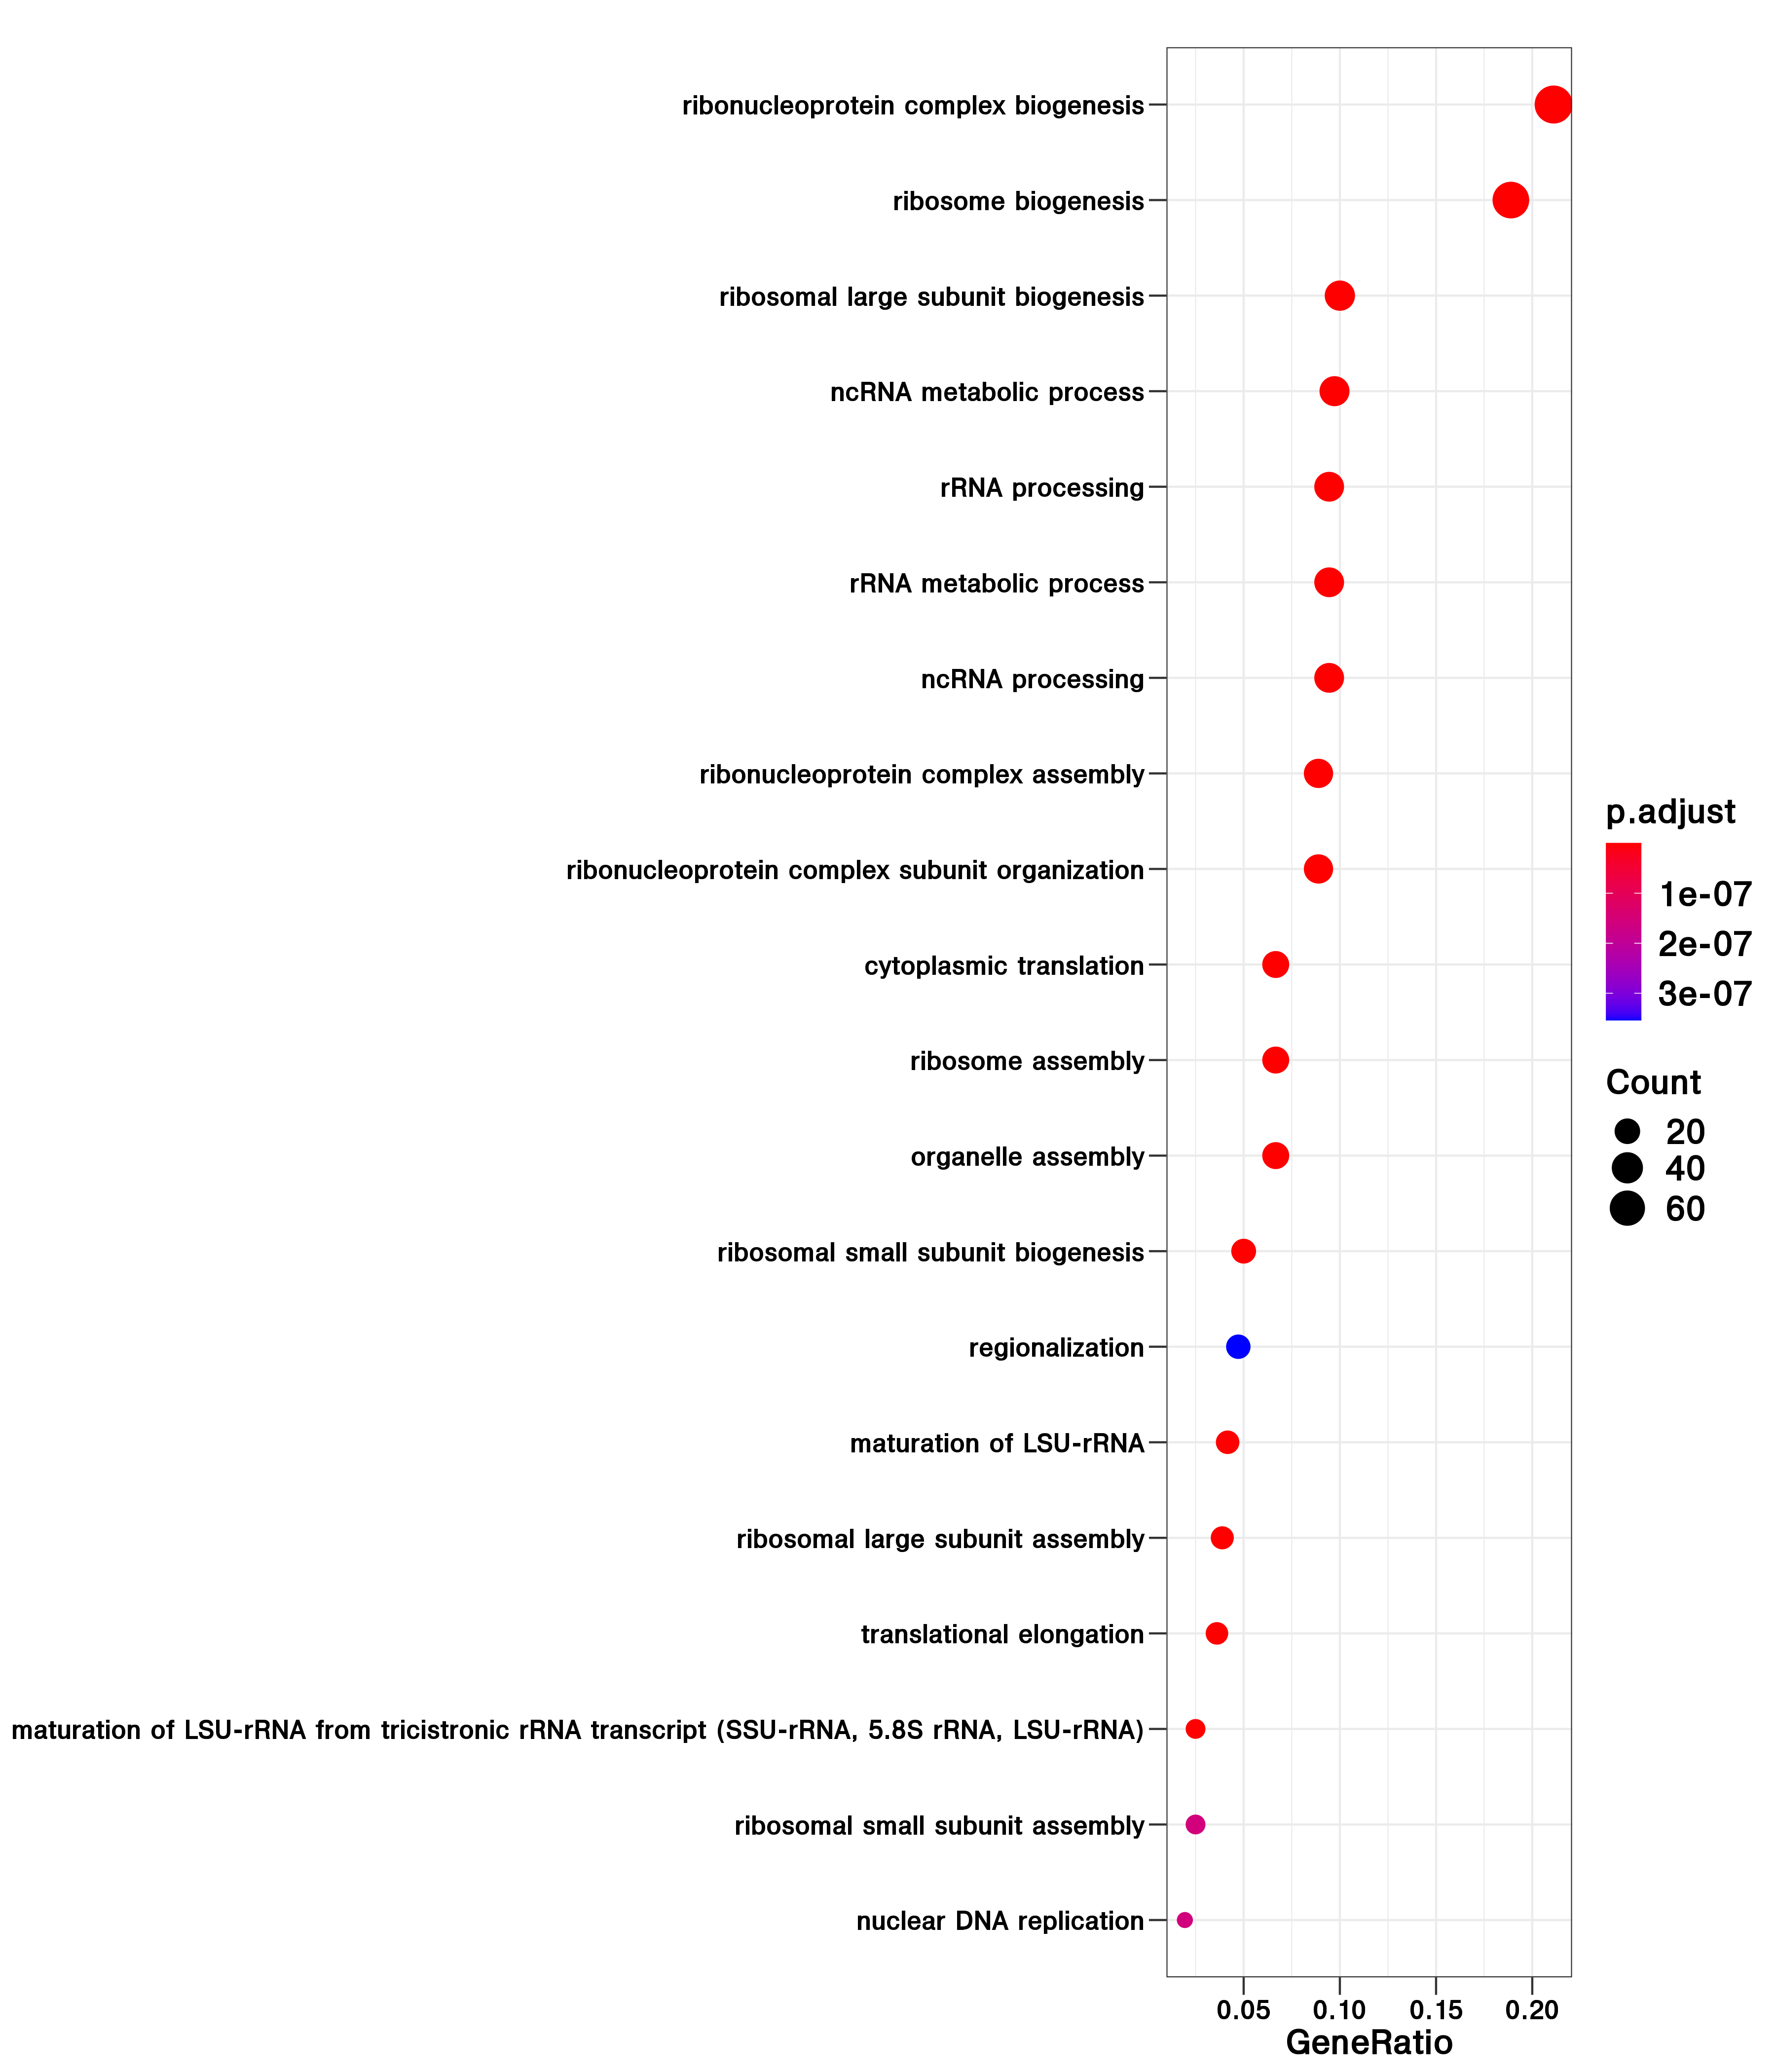 ribonucleoprotein complex biogenesis
ribosome biogenesis
ribosomal large subunit biogenesis
ncRNA metabolic process
rRNA processing
rRNA metabolic process
ncRNA processing
ribonucleoprotein complex assembly
ribonucleoprotein complex subunit organization
cytoplasmic translation
ribosome assembly
organelle assembly
ribosomal small subunit biogenesis
regionalization
maturation of LSU-rRNA
ribosomal large subunit assembly
translational elongation
maturation of LSU-rRNA from tricistronic rRNA transcript (SSU-rRNA, 5.8S rRNA, LSU-rRNA)
ribosomal small subunit assembly
nuclear DNA replication
0.05 0.10 0.15 0.20
GeneRatio
p.adjust
1e-07
2e-07
3e-07
Count
20
40
60